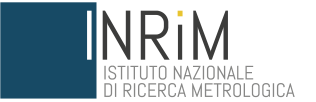 INRiM
ISTITUTO NAZIONALE
DI RICERCA METROLOGICA